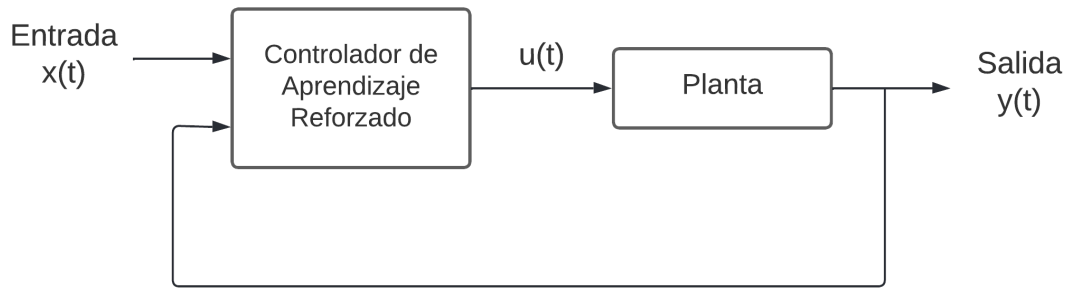 Entrada
x(t)
Controlador de
Aprendizaje
Reforzado
u(t)
Planta
Salida
y(t)